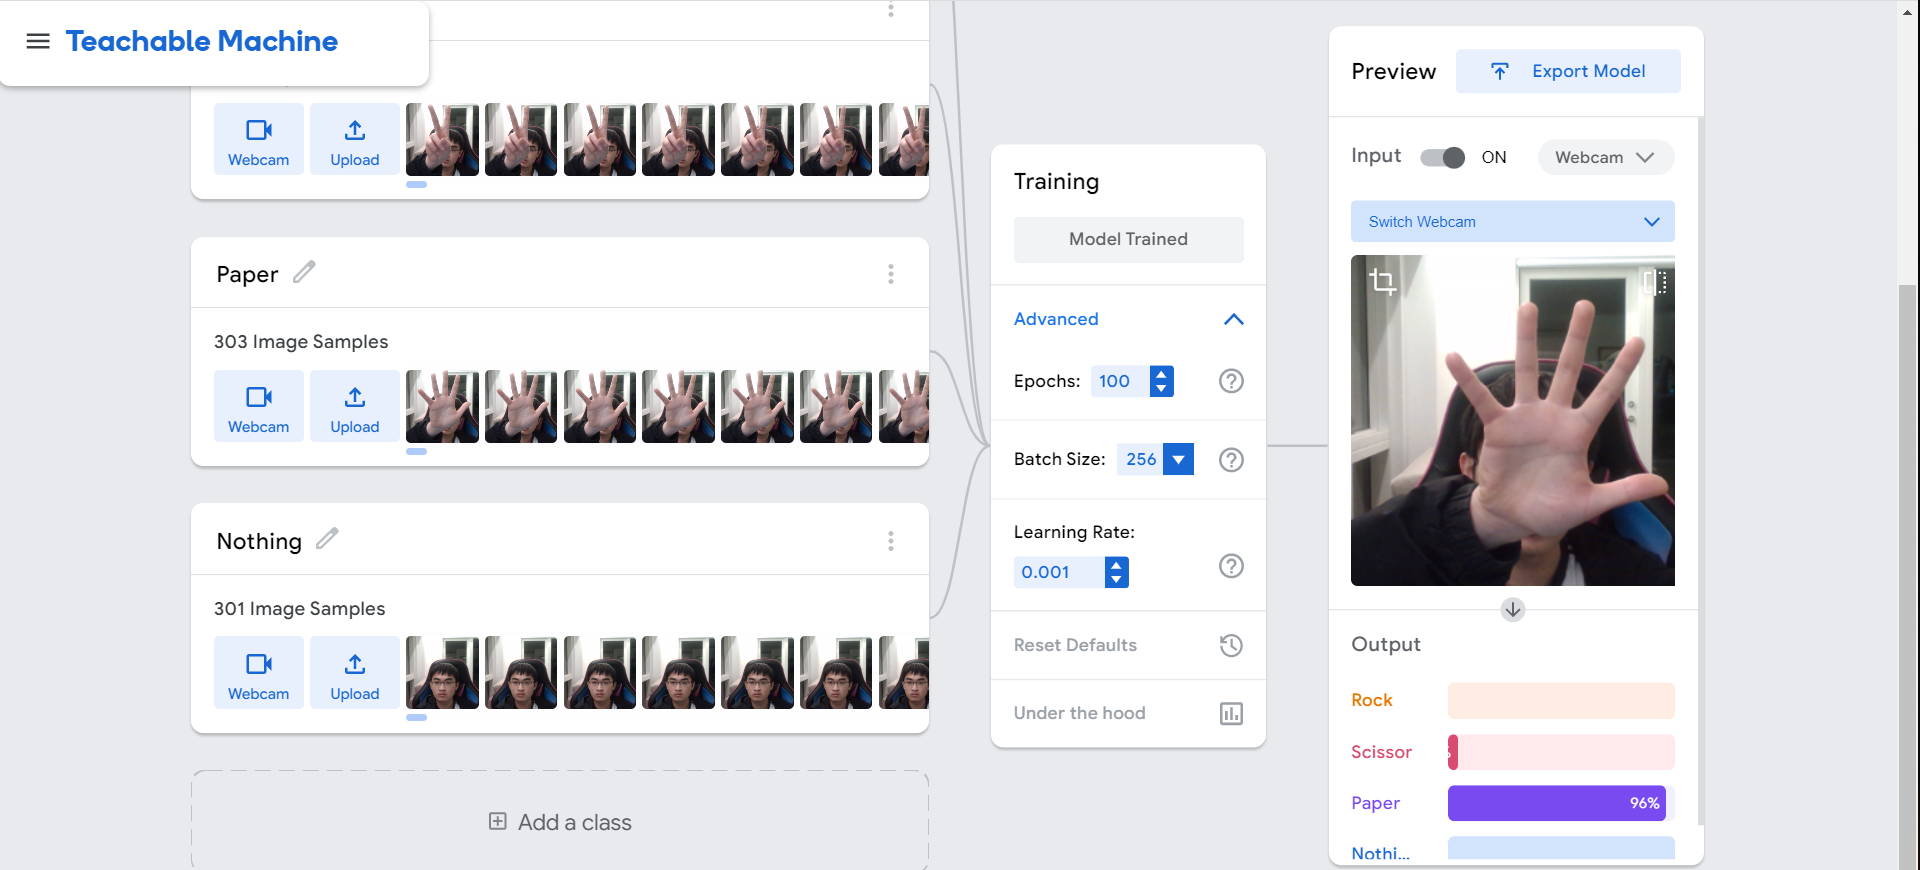 Teachable Machine
Webcam
Upload
Paper
303 Image Samples
Webcam
Upload
Nothing
301 Image Samples
Webcam
Upload
Add a class
Training
Model Trained
Advanced
Epochs: 100
Batch Size: 256
Learning Rate:
0.001
Reset Defaults
Under the hood
Preview
Export Model
Input ON Webcam
Switch Webcam
Output
Rock
Scissor
Paper 96%
Nothi...